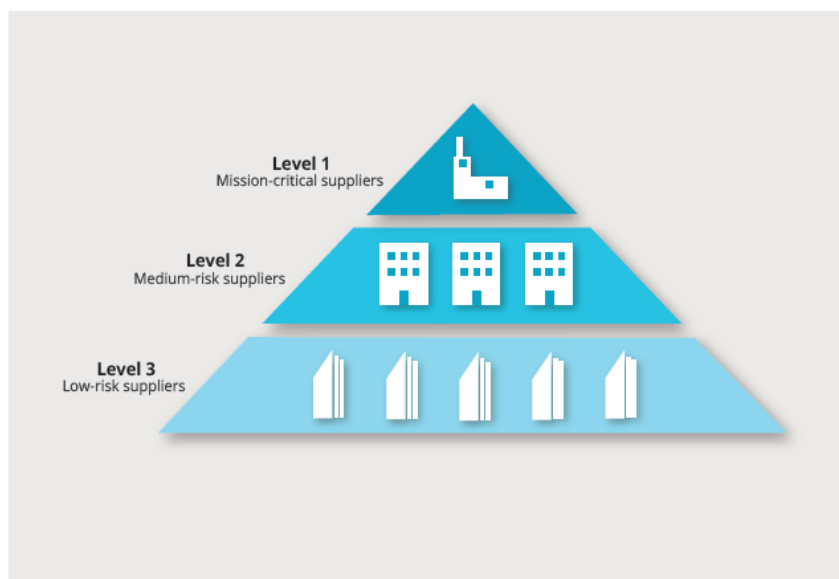 Level 1
Mission-critical suppliers
Level 2
Medium-risk suppliers
Level 3
Low-risk suppliers